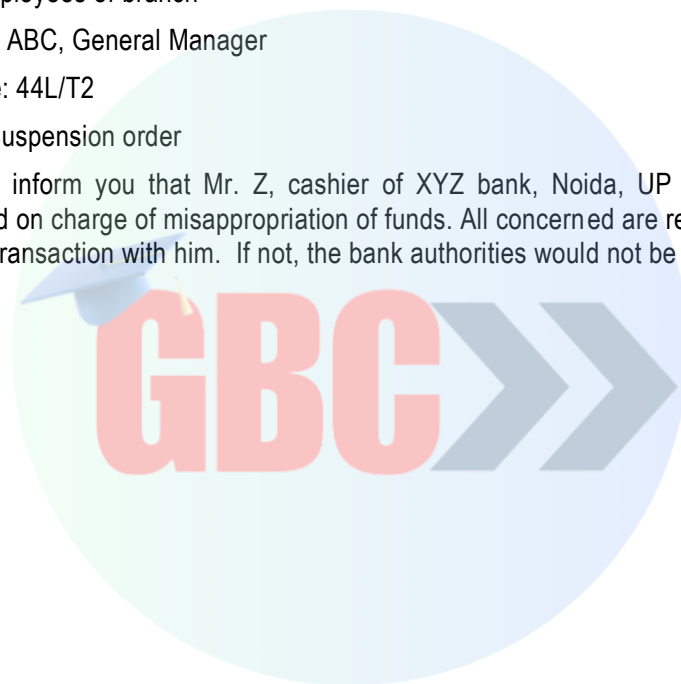 of branch
ABC, General Manager
: 44L/T2
uspension order
inform you that Mr. Z, cashier of XYZ bank, Noida, UP
on charge of misappropriation of funds. All concerned are re
ransaction with him. If not, the bank authorities would not be
GBC